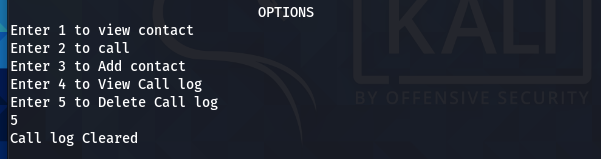 OPTIONS
Enter 1 to view contact
Enter 2 to call
Enter 3 to Add contact
Enter 4 to View Call log
Enter 5 to Delete Call log
5
Call log Cleared
KALI
BY OFFENSIVE SECURITY